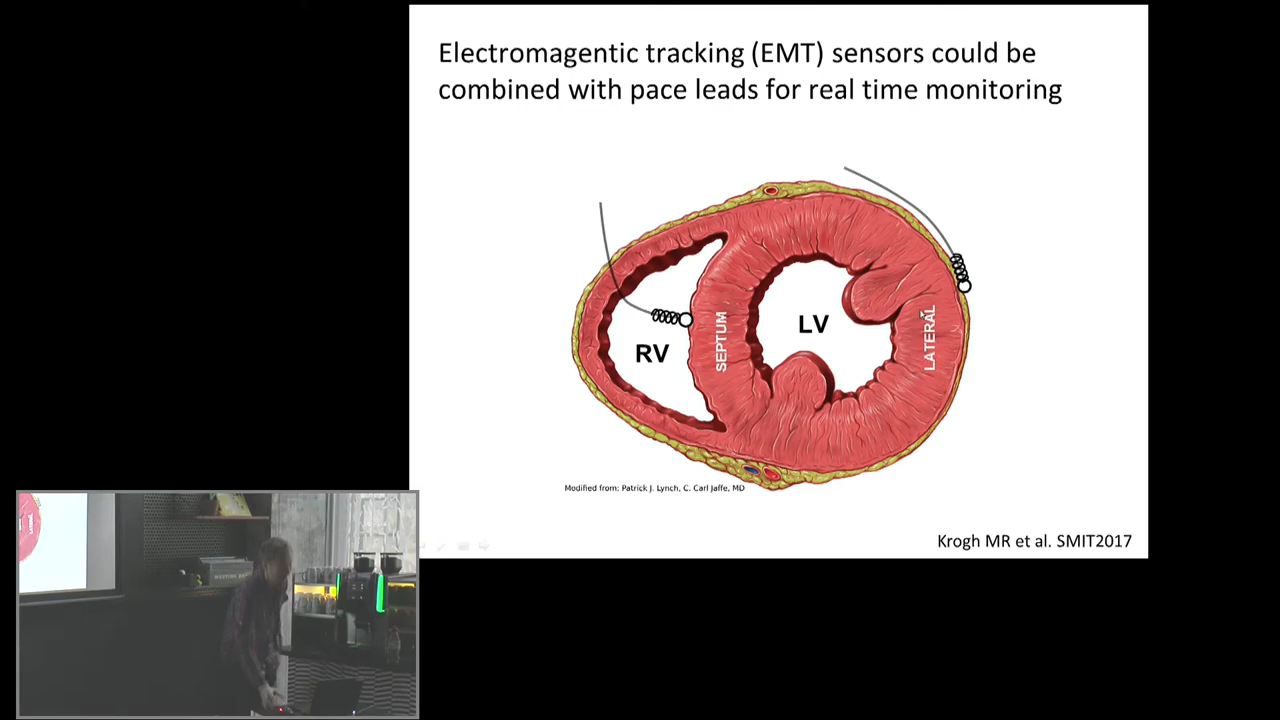 Electromagentic tracking (EMT) sensors could be
combined with pace leads for real time monitoring
RV
SEPTUM
LV
LATERAL
Modified from: Patrick J. Lynch, C. Carl Jaffe, MD
Krogh MR et al. SMIT2017